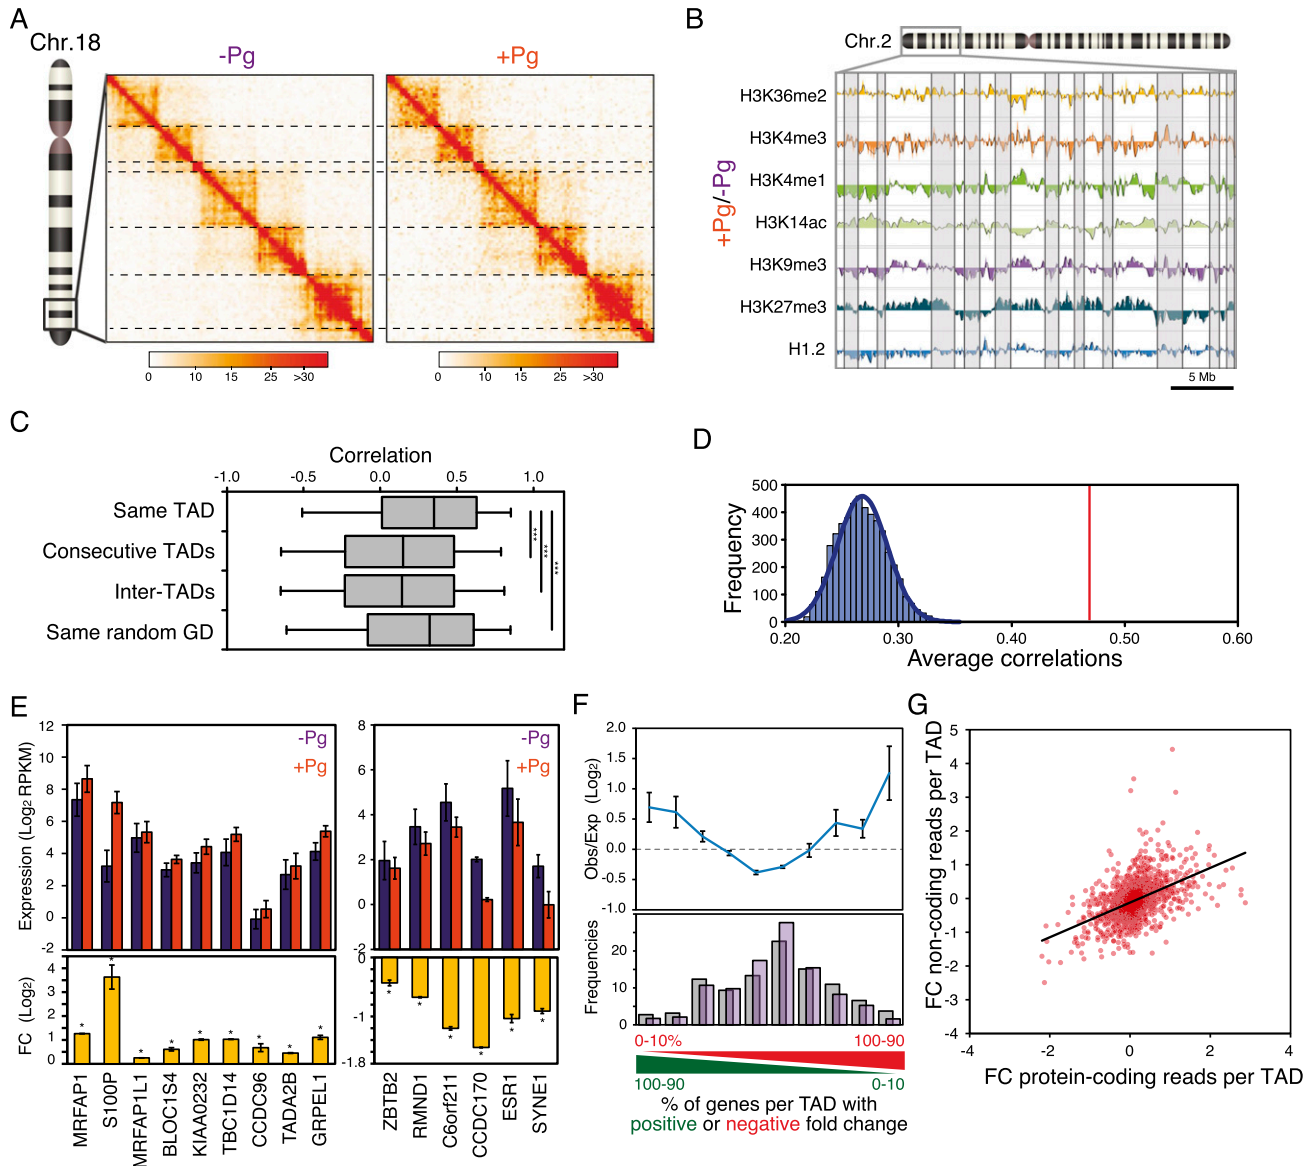 A
Chr.18
-Pg
+Pg
0 10 15 25 >30
0 10 15 25 >30
B
Chr.2
+Pg/-Pg
H3K36me2
H3K4me3
H3K4me1
H3K14ac
H3K9me3
H3K27me3
H1.2
5 Mb
C
Correlation
-1.0 -0.5 0.0 0.5 1.0
Same TAD
Consecutive TADs
Inter-TADs
Same random GD
***
***
***
D
Frequency
500
400
300
200
100
0
0.20 0.30 0.40 0.50 0.60
Average correlations
E
Expression (Log2 RPKM)
12
10
8
6
4
2
0
-2
-Pg
+Pg
8
6
4
2
0
-2
-Pg
+Pg
FC (Log2)
4
3
2
1
0
* * * * * * * * *
0
-1
-1.8
* * * * * *
MRFAP1
S100P
MRFAP1L1
BLOC1S4
KIAA0232
TBC1D14
CCDC96
TADA2B
GRPEL1
ZBTB2
RMND1
C6orf211
CCDC170
ESR1
SYNE1
F
Obs/Exp (Log2)
2.0
1.5
1.0
0.5
0.0
-0.5
-1.0
Frequencies
20
10
0
0-10% 100-90
100-90 0-10
% of genes per TAD with
positive or negative fold change
G
FC non-coding reads per TAD
5
4
3
2
1
0
-1
-2
-3
-4
-4 -2 0 2 4
FC protein-coding reads per TAD